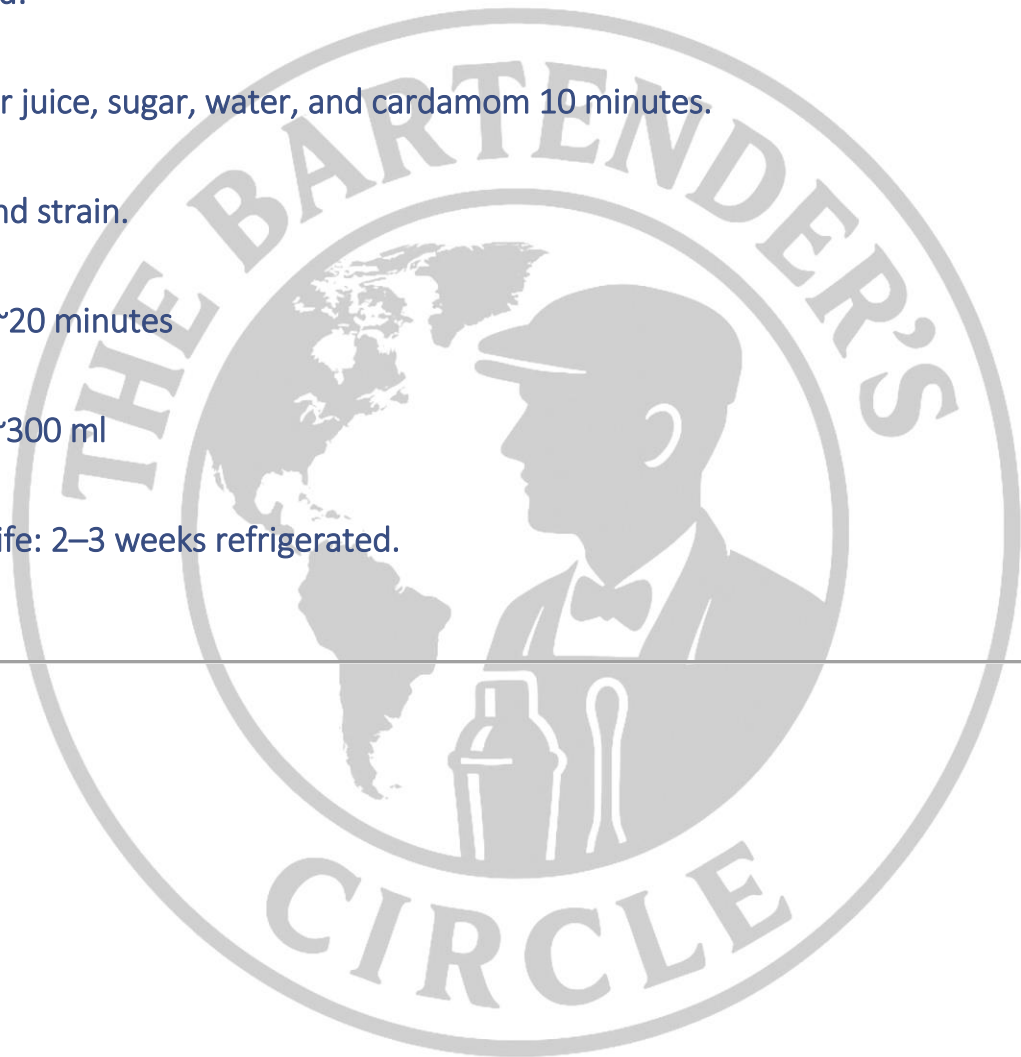 d.
r juice, sugar, water, and cardamom 10 minutes.
nd strain.
~20 minutes
~300 ml
ife: 2–3 weeks refrigerated.
THE BARTENDER'S
CIRCLE